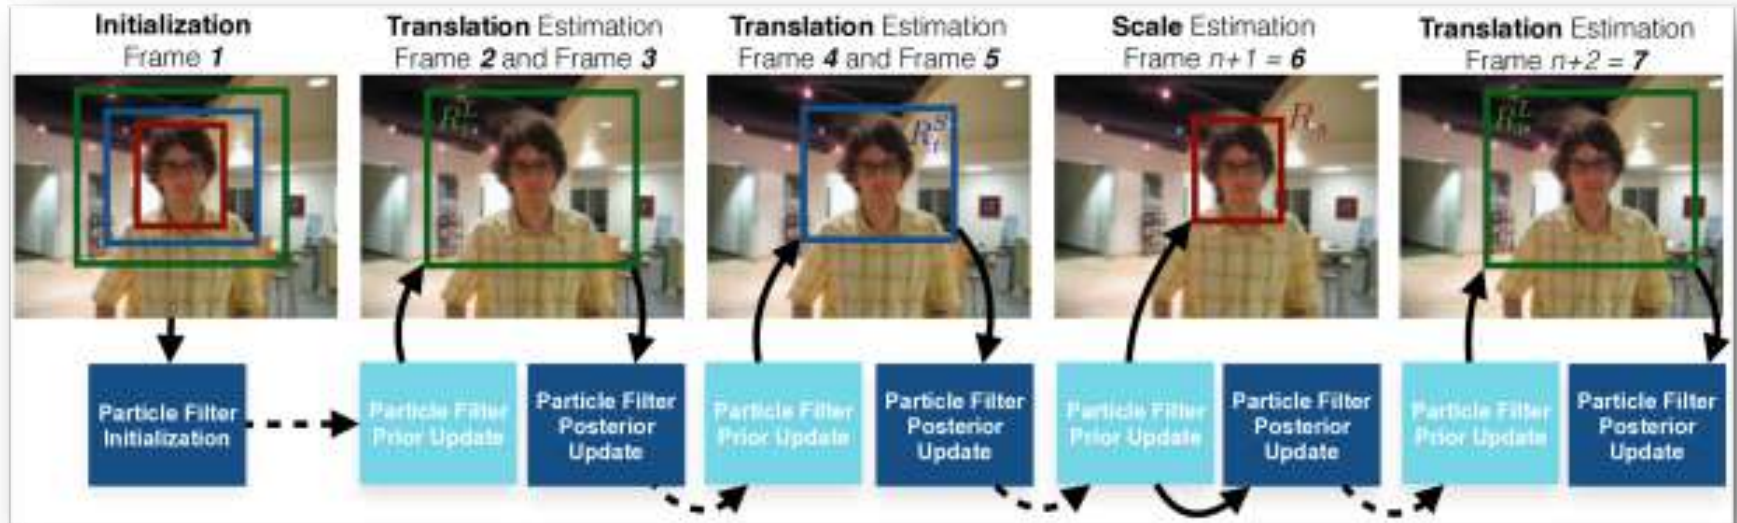 Initialization
Frame 1
Translation Estimation
Frame 2 and Frame 3
Translation Estimation
Frame 4 and Frame 5
Scale Estimation
Frame n+1 = 6
Translation Estimation
Frame n+2 = 7
Particle Filter
Initialization
Particle Filter
Prior Update
Particle Filter
Posterior
Update
Particle Filter
Prior Update
Particle Filter
Posterior
Update
Particle Filter
Prior Update
Particle Filter
Posterior
Update
Particle Filter
Prior Update
Particle Filter
Posterior
Update